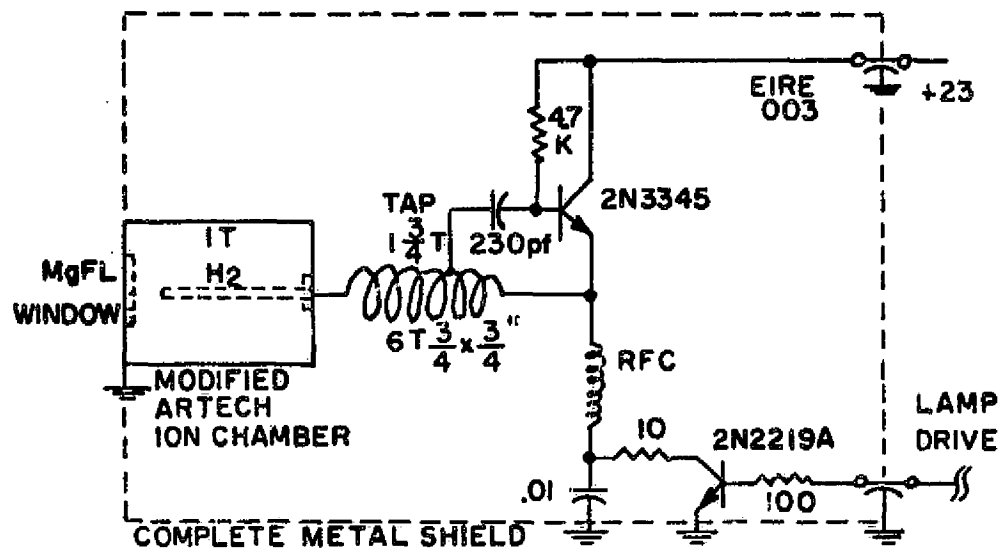 EIRE
003
+23
47
K
2N3345
TAP
1 3/4 T
230pf
1T
H2
MgFL
WINDOW
6T 3/4 x 3/4"
RFC
MODIFIED
ARTECH
ION CHAMBER
10
2N2219A
LAMP
DRIVE
.01
100
COMPLETE METAL SHIELD